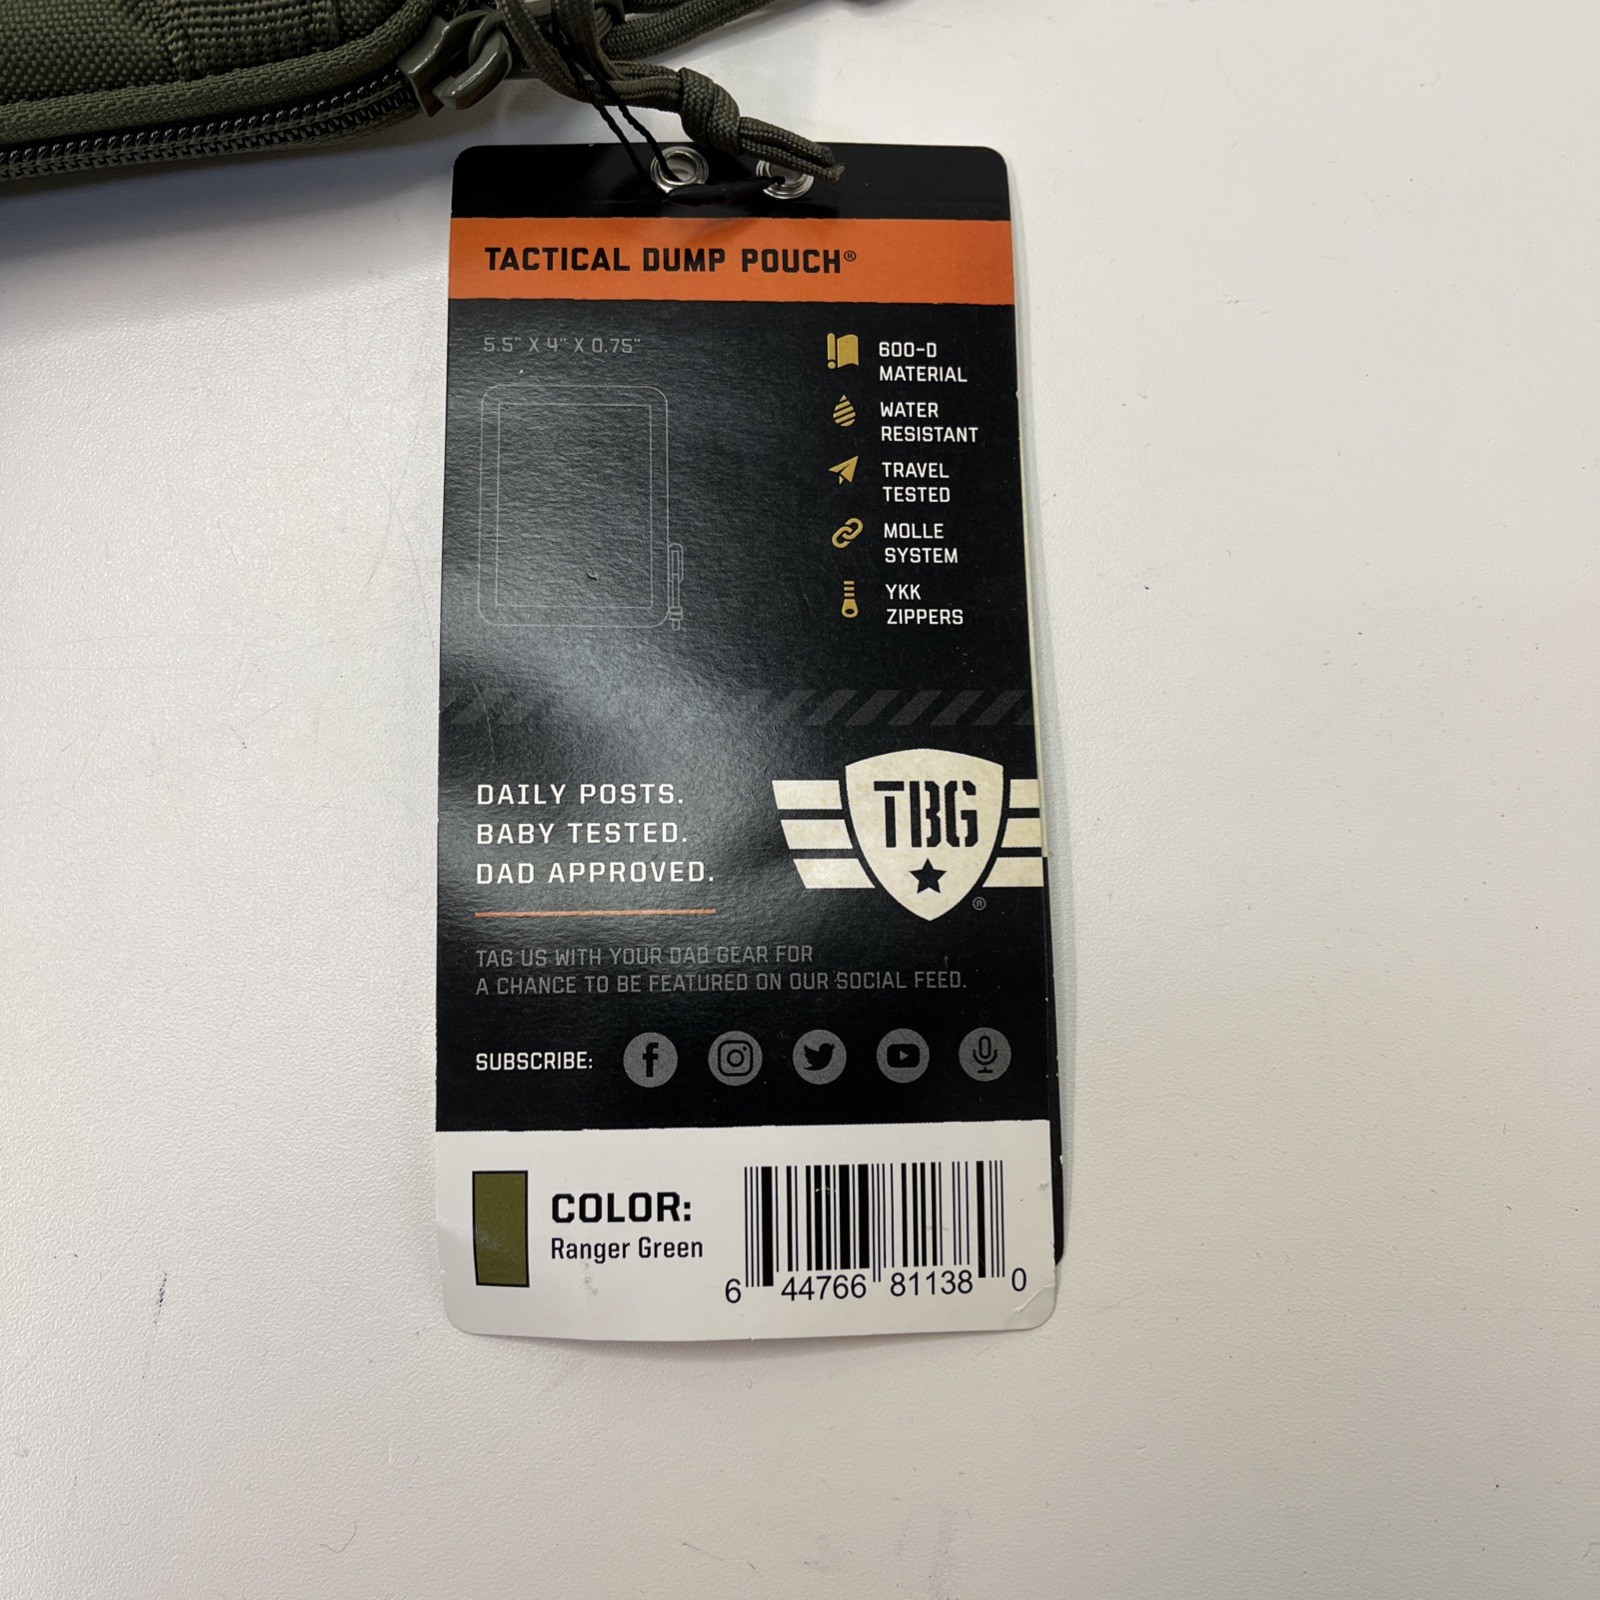 TACTICAL DUMP POUCH®
5.5" X 4" X 0.75"
600-D
MATERIAL
WATER
RESISTANT
TRAVEL
TESTED
MOLLE
SYSTEM
YKK
ZIPPERS
DAILY POSTS.
BABY TESTED.
DAD APPROVED.
TBG
®
TAG US WITH YOUR DAD GEAR FOR
A CHANCE TO BE FEATURED ON OUR SOCIAL FEED.
SUBSCRIBE:
COLOR:
Ranger Green
6 44766 81138 0